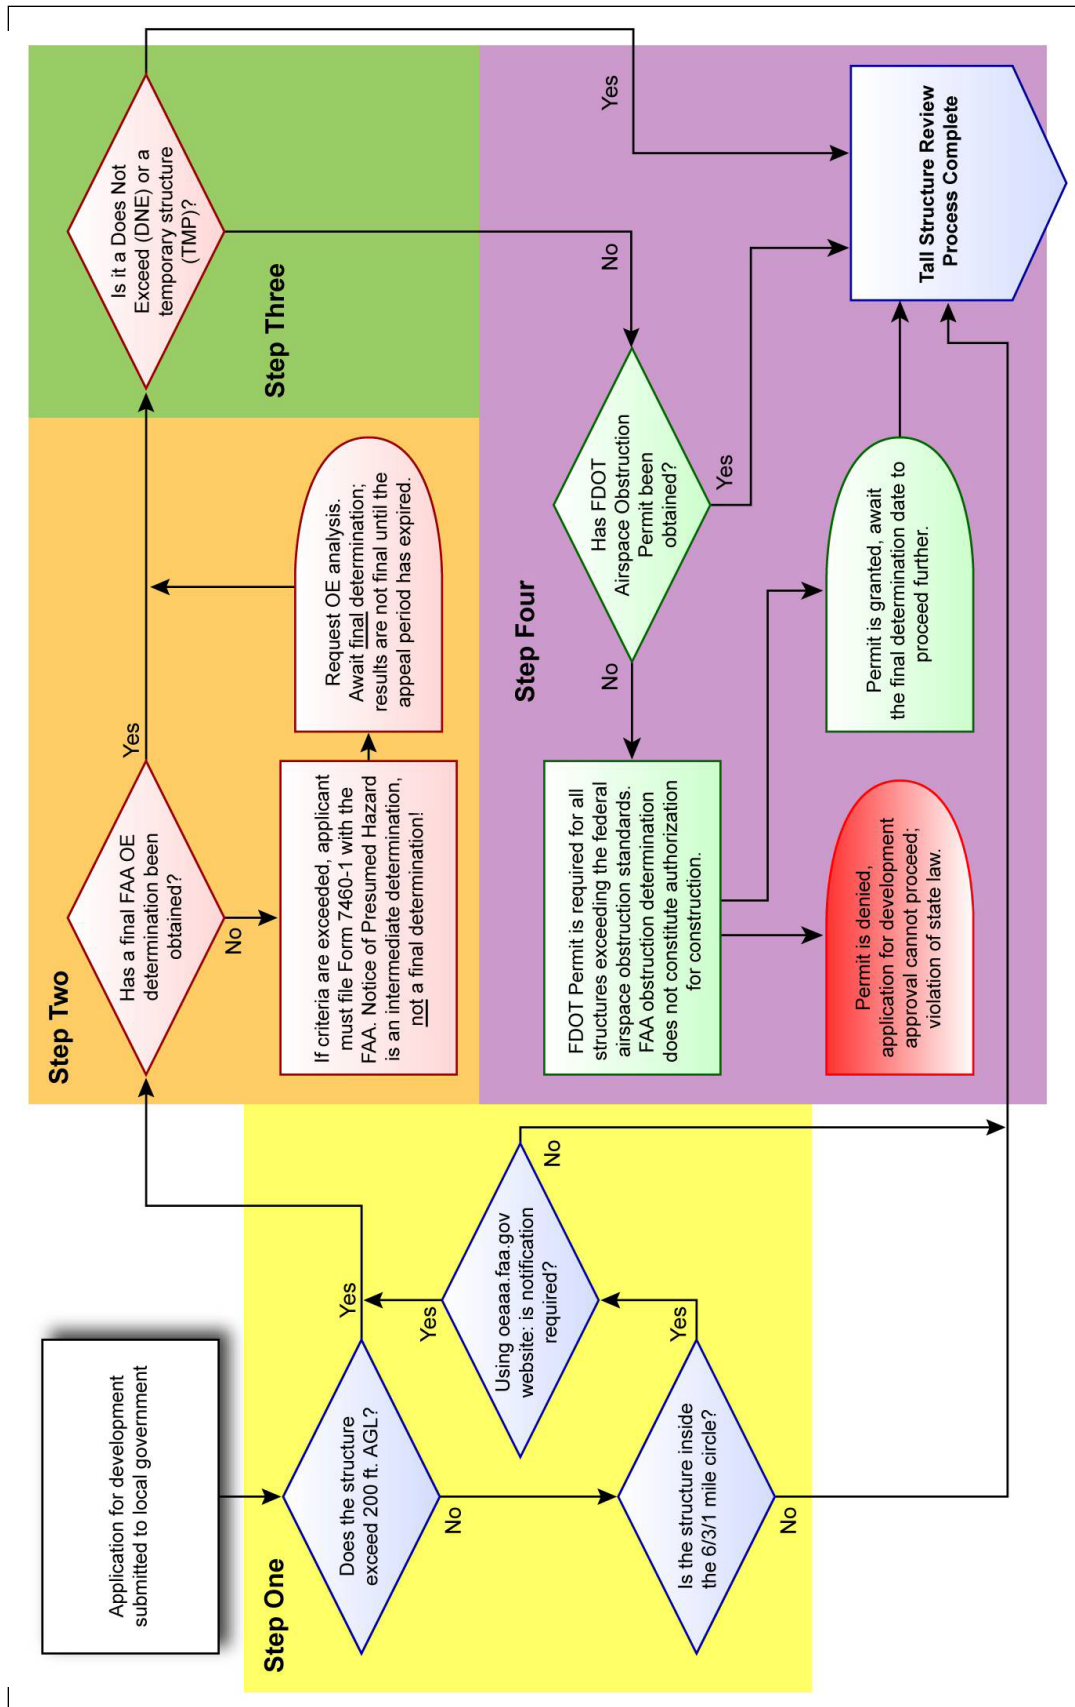 Application for development
submitted to local government
Step One
Does the structure
exceed 200 ft. AGL?
Yes
No
Is the structure inside
the 6/3/1 mile circle?
Yes
No
Using oeaaa.faa.gov
website: is notification
required?
Yes
No
Step Two
Has a final FAA OE
determination been
obtained?
Yes
No
If criteria are exceeded, applicant
must file Form 7460-1 with the
FAA. Notice of Presumed Hazard
is an intermediate determination,
not a final determination!
Request OE analysis.
Await final determination;
results are not final until the
appeal period has expired.
Step Three
Is it a Does Not
Exceed (DNE) or a
temporary structure
(TMP)?
Yes
No
Step Four
Has FDOT
Airspace Obstruction
Permit been
obtained?
No
Yes
FDOT Permit is required for all
structures exceeding the federal
airspace obstruction standards.
FAA obstruction determination
does not constitute authorization
for construction.
Permit is denied,
application for development
approval cannot proceed;
violation of state law.
Permit is granted, await
the final determination date to
proceed further.
Tall Structure Review
Process Complete